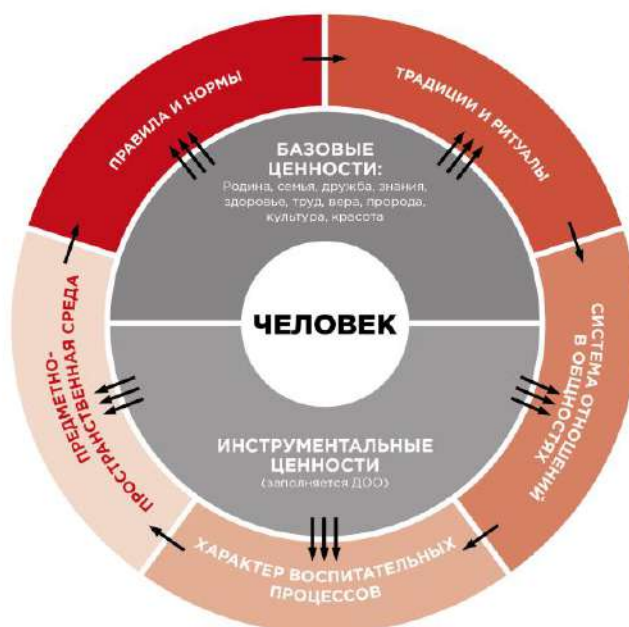 ПРАВИЛА И НОРМЫ
ТРАДИЦИИ И РИТУАЛЫ
БАЗОВЫЕ
ЦЕННОСТИ:
Родина, семья, дружба, знания,
здоровье, труд, вера, пророда,
культура, красота
ЧЕЛОВЕК
СИСТЕМА ОТНОШЕНИЙ
В ОБЩНОСТЯХ
ИНСТРУМЕНТАЛЬНЫЕ
ЦЕННОСТИ
(заполняется ДОО)
ХАРАКТЕР ВОСПИТАТЕЛЬНЫХ
ПРОЦЕССОВ
ПРЕДМЕТНО-
ПРОСТРАНСТВЕННАЯ СРЕДА